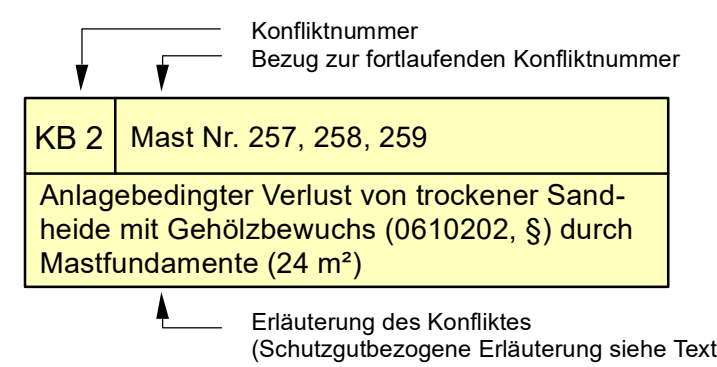 Konfliktnummer
Bezug zur fortlaufenden Konfliktnummer
KB 2 Mast Nr. 257, 258, 259
Anlagebedingter Verlust von trockener Sand-
heide mit Gehölzbewuchs (0610202, §) durch
Mastfundamente (24 m²)
Erläuterung des Konfliktes
(Schutzgutbezogene Erläuterung siehe Text